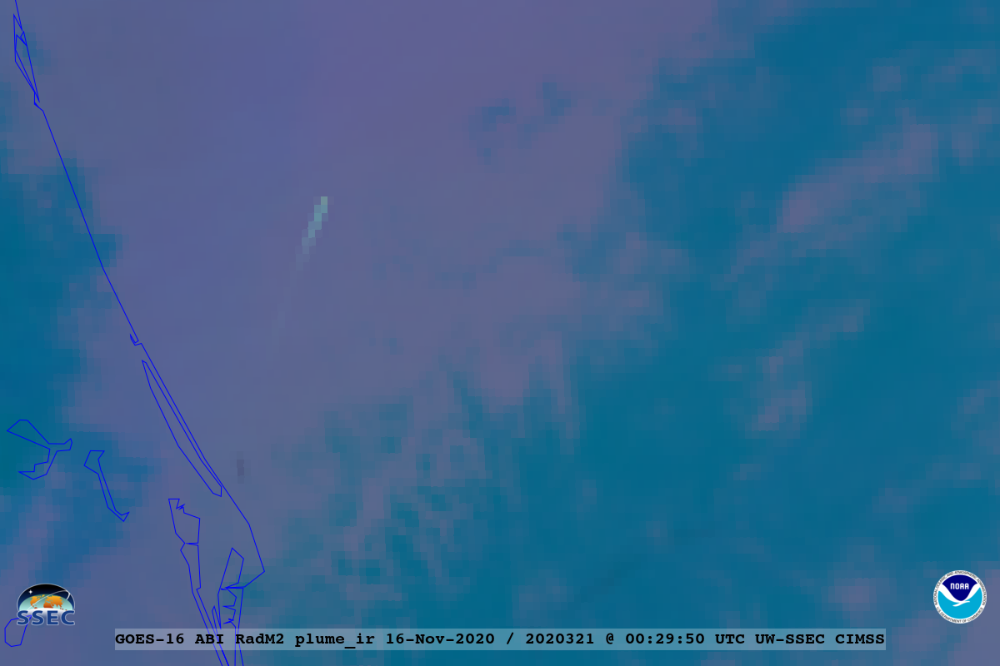 NOAA
SSEC
GOES-16 ABI RadM2 plume_ir 16-Nov-2020 / 2020321 @ 00:29:50 UTC UW-SSEC CIMSS